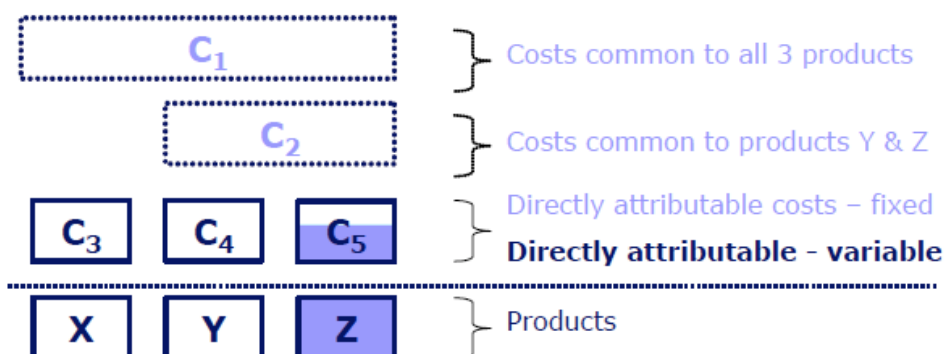 C₁
Costs common to all 3 products
C₂
Costs common to products Y & Z
Directly attributable costs – fixed
C₃ C₄ C₅
Directly attributable - variable
X Y Z
Products